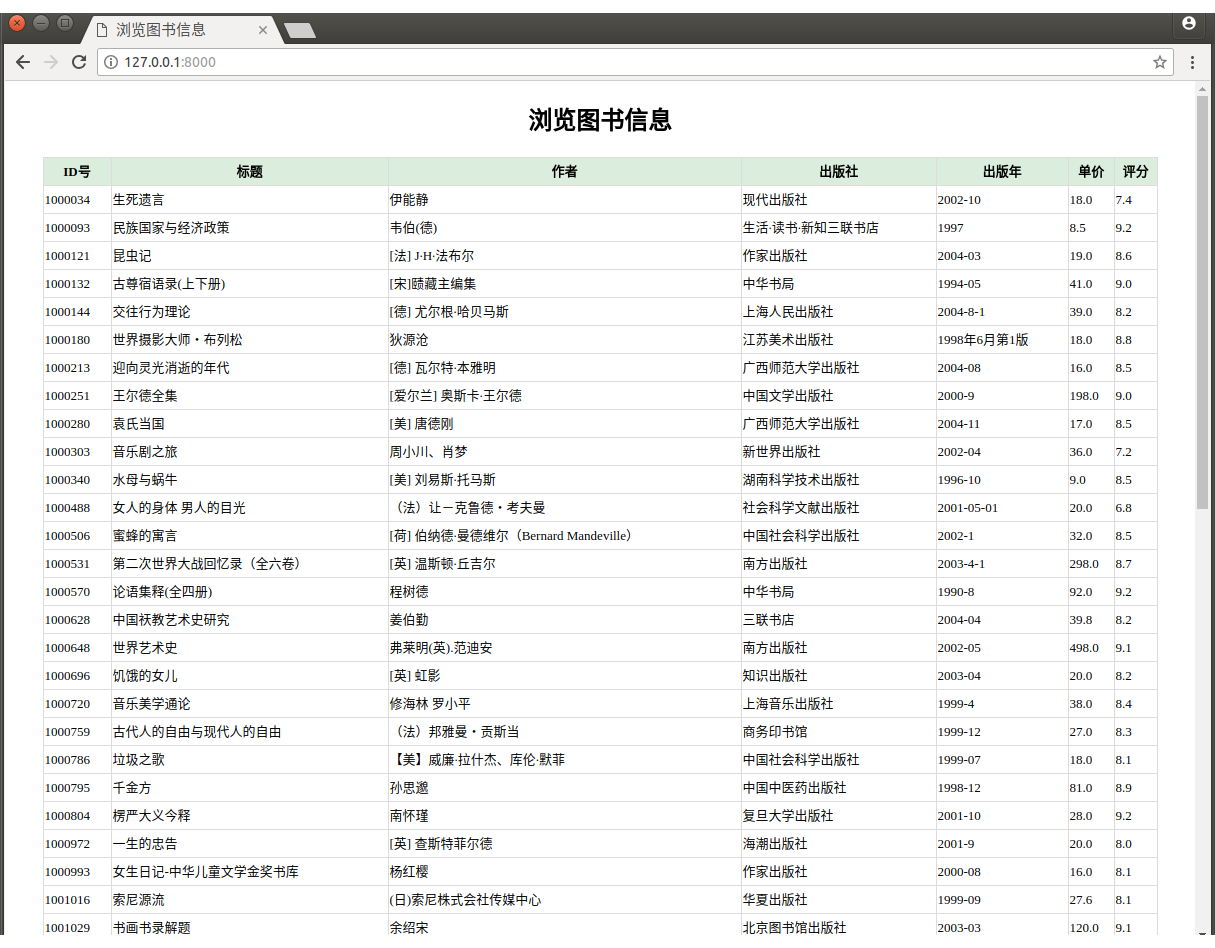 浏览图书信息
127.0.0.1:8000
浏览图书信息
ID号 标题 作者 出版社 出版年 单价 评分
1000034 生死遗言 伊能静 现代出版社 2002-10 18.0 7.4
1000093 民族国家与经济政策 韦伯(德) 生活·读书·新知三联书店 1997 8.5 9.2
1000121 昆虫记 [法] J·H·法布尔 作家出版社 2004-03 19.0 8.6
1000132 古尊宿语录(上下册) [宋]赜藏主编集 中华书局 1994-05 41.0 9.0
1000144 交往行为理论 [德] 尤尔根·哈贝马斯 上海人民出版社 2004-8-1 39.0 8.2
1000180 世界摄影大师・布列松 狄源沧 江苏美术出版社 1998年6月第1版 18.0 8.8
1000213 迎向灵光消逝的年代 [德] 瓦尔特·本雅明 广西师范大学出版社 2004-08 16.0 8.5
1000251 王尔德全集 [爱尔兰] 奥斯卡·王尔德 中国文学出版社 2000-9 198.0 9.0
1000280 袁氏当国 [美] 唐德刚 广西师范大学出版社 2004-11 17.0 8.5
1000303 音乐剧之旅 周小川、肖梦 新世界出版社 2002-04 36.0 7.2
1000340 水母与蜗牛 [美] 刘易斯·托马斯 湖南科学技术出版社 1996-10 9.0 8.5
1000488 女人的身体 男人的目光 （法）让－克鲁德・考夫曼 社会科学文献出版社 2001-05-01 20.0 6.8
1000506 蜜蜂的寓言 [荷] 伯纳德·曼德维尔（Bernard Mandeville） 中国社会科学出版社 2002-1 32.0 8.5
1000531 第二次世界大战回忆录（全六卷） [英] 温斯顿·丘吉尔 南方出版社 2003-4-1 298.0 8.7
1000570 论语集释(全四册) 程树德 中华书局 1990-8 92.0 9.2
1000628 中国祆教艺术史研究 姜伯勤 三联书店 2004-04 39.8 8.2
1000648 世界艺术史 弗莱明(英).范迪安 南方出版社 2002-05 498.0 9.1
1000696 饥饿的女儿 [英] 虹影 知识出版社 2003-04 20.0 8.2
1000720 音乐美学通论 修海林 罗小平 上海音乐出版社 1999-4 38.0 8.4
1000759 古代人的自由与现代人的自由 （法）邦雅曼・贡斯当 商务印书馆 1999-12 27.0 8.3
1000786 垃圾之歌 【美】威廉·拉什杰、库伦·默菲 中国社会科学出版社 1999-07 18.0 8.1
1000795 千金方 孙思邈 中国中医药出版社 1998-12 81.0 8.9
1000804 楞严大义今释 南怀瑾 复旦大学出版社 2001-10 28.0 9.2
1000972 一生的忠告 [英] 查斯特菲尔德 海潮出版社 2001-9 20.0 8.0
1000993 女生日记-中华儿童文学金奖书库 杨红樱 作家出版社 2000-08 16.0 8.1
1001016 索尼源流 (日)索尼株式会社传媒中心 华夏出版社 1999-09 27.6 8.1
1001029 书画书录解题 余绍宋 北京图书馆出版社 2003-03 120.0 9.1